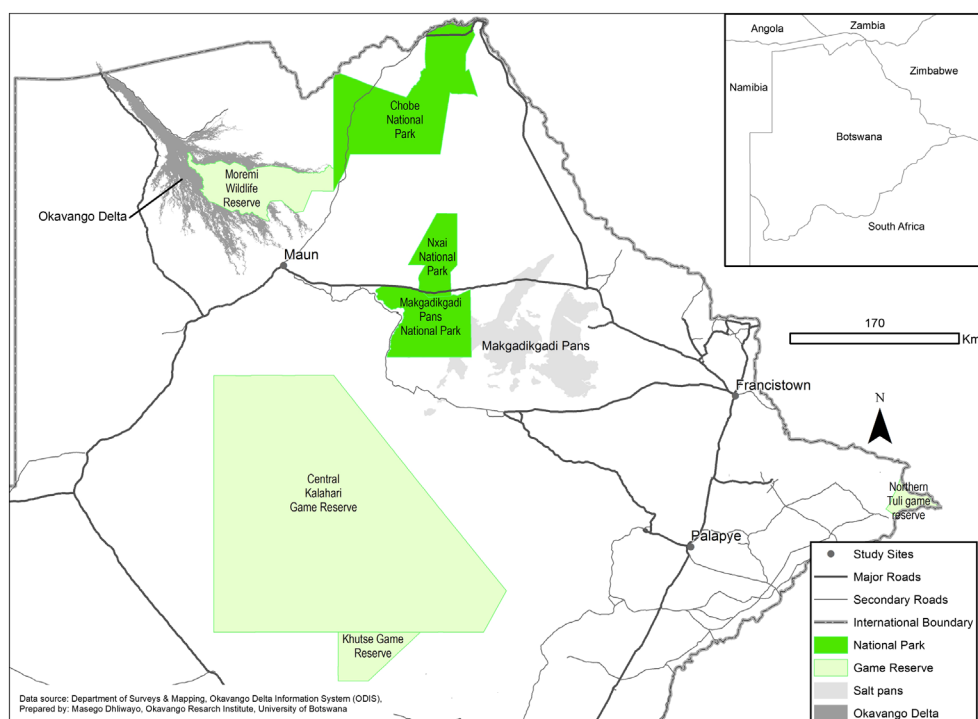 Angola
Zambia
Namibia
Zimbabwe
Botswana
South Africa
Chobe
National
Park
Moremi
Wildlife
Reserve
Okavango Delta
Maun
Nxai
National
Park
Makgadikgadi
Pans
National Park
Makgadikgadi Pans
170
Km
Francistown
N
Central
Kalahari
Game Reserve
Northern
Tuli game
reserve
Palapye
Khutse Game
Reserve
Study Sites
Major Roads
Secondary Roads
International Boundary
National Park
Game Reserve
Salt pans
Okavango Delta
Data source: Department of Surveys & Mapping, Okavango Delta Information System (ODIS),
Prepared by: Masego Dhliwayo, Okavango Resarch Institute, University of Botswana